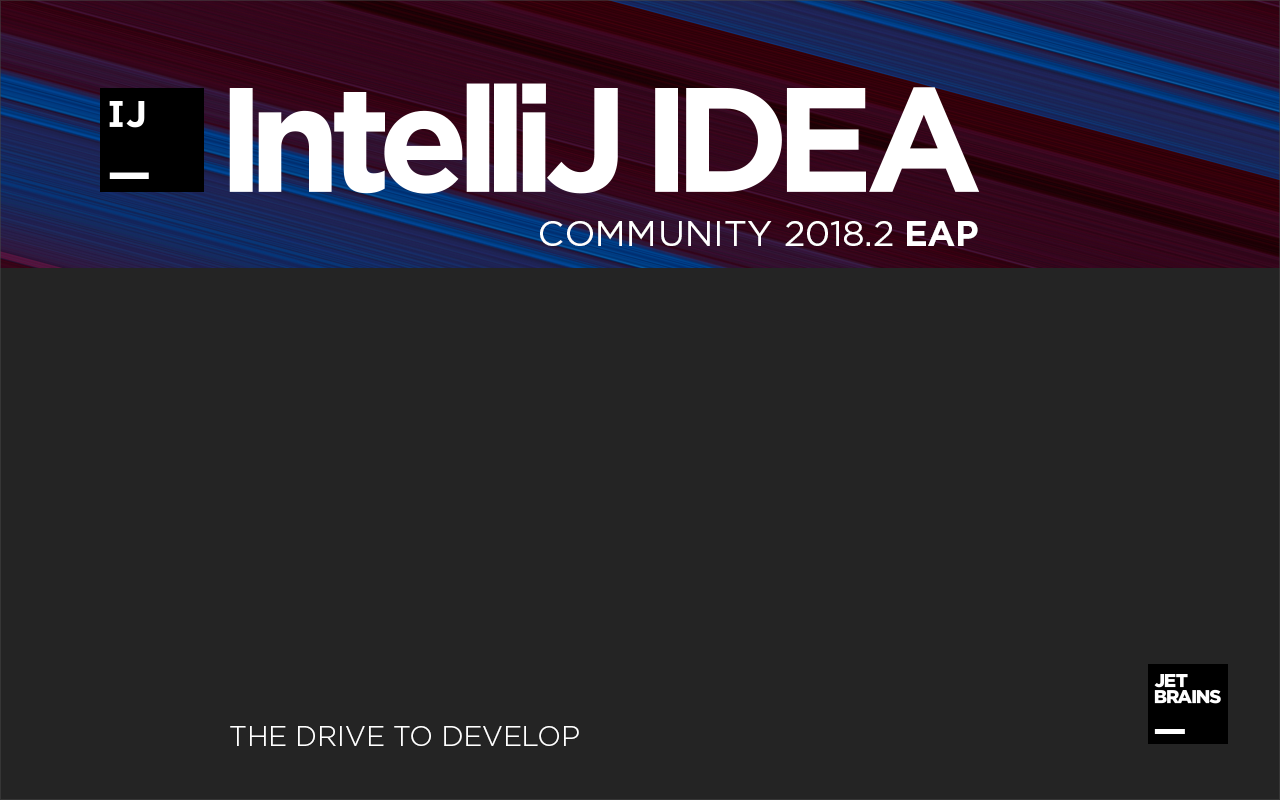 IJ
IntelliJ IDEA
COMMUNITY 2018.2 EAP
JET
BRAINS
THE DRIVE TO DEVELOP